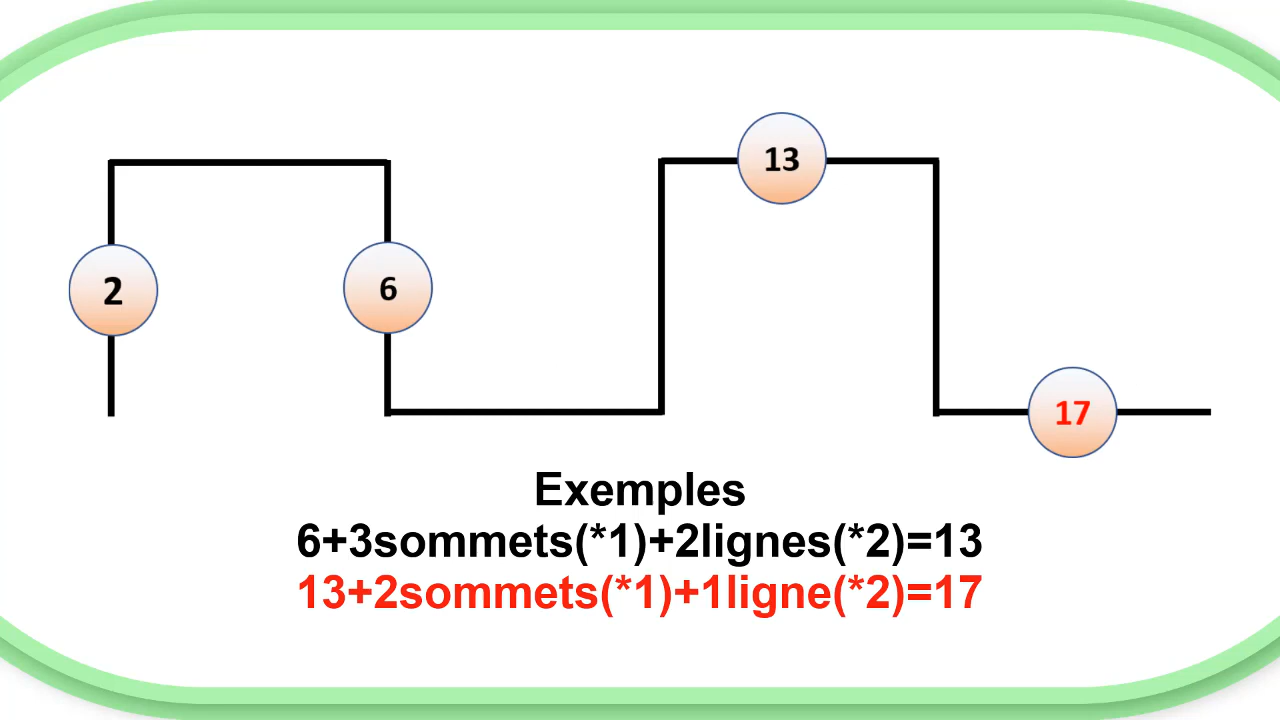 13
2
6
17
Exemples
6+3sommets(*1)+2lignes(*2)=13
13+2sommets(*1)+1ligne(*2)=17